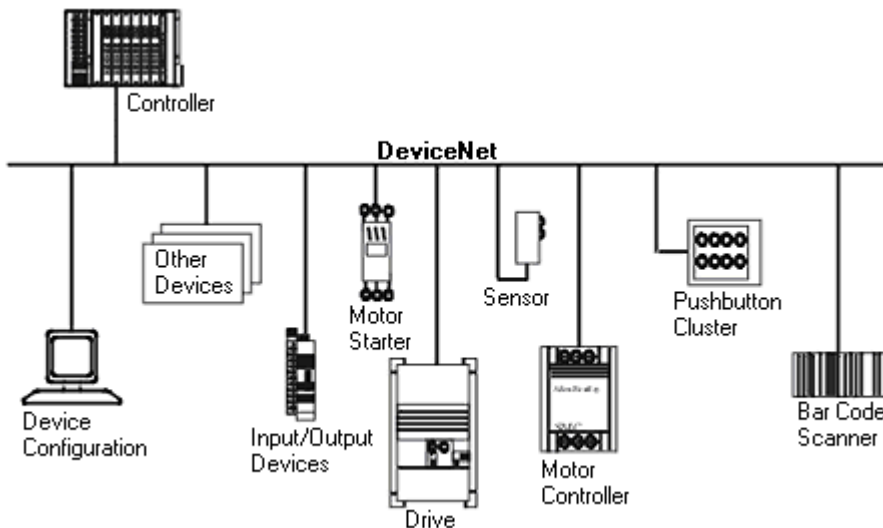 Controller
DeviceNet
Other
Devices
Motor
Starter
Sensor
Pushbutton
Cluster
Device
Configuration
Input/Output
Devices
Drive
Motor
Controller
Bar Code
Scanner